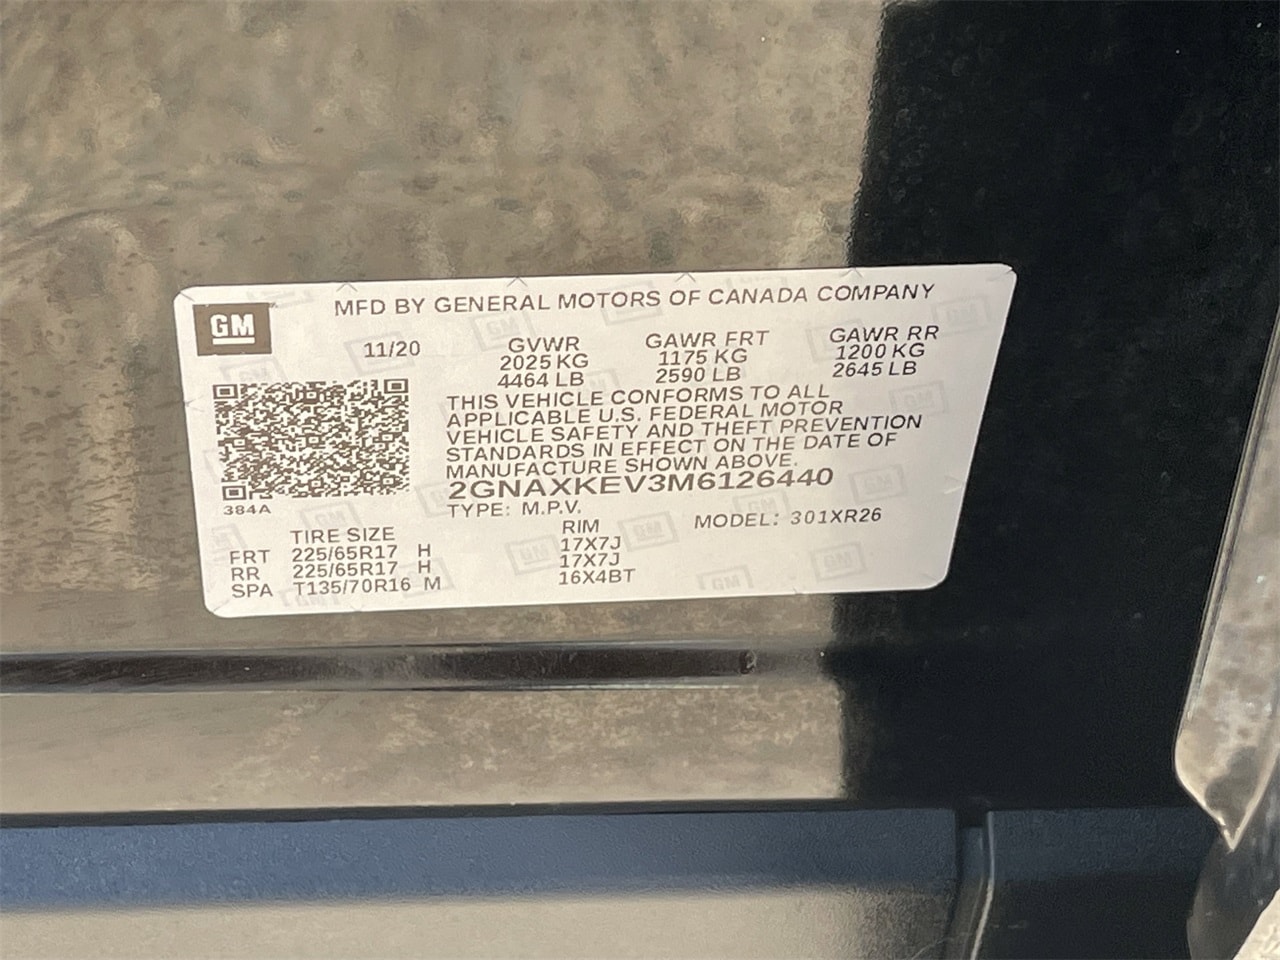 MFD BY GENERAL MOTORS OF CANADA COMPANY
GM
11/20
GVWR
2025 KG
4464 LB
GAWR FRT
1175 KG
2590 LB
GAWR RR
1200 KG
2645 LB
THIS VEHICLE CONFORMS TO ALL
APPLICABLE U.S. FEDERAL MOTOR
VEHICLE SAFETY AND THEFT PREVENTION
STANDARDS IN EFFECT ON THE DATE OF
MANUFACTURE SHOWN ABOVE.
2GNAXKEV3M6126440
384A
TYPE: M.P.V.
MODEL: 301XR26
TIRE SIZE RIM
FRT 225/65R17 H 17X7J
RR 225/65R17 H 17X7J
SPA T135/70R16 M 16X4BT